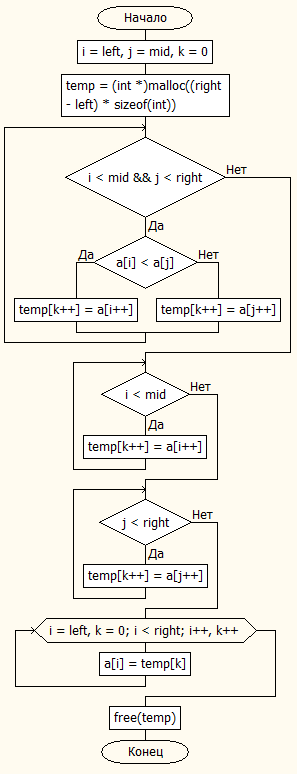 Начало
i = left, j = mid, k = 0
temp = (int *)malloc((right
- left) * sizeof(int))
i < mid && j < right
Нет
Да
Да
a[i] < a[j]
Нет
temp[k++] = a[i++]
temp[k++] = a[j++]
i < mid
Нет
Да
temp[k++] = a[i++]
j < right
Нет
Да
temp[k++] = a[j++]
i = left, k = 0; i < right; i++, k++
a[i] = temp[k]
free(temp)
Конец